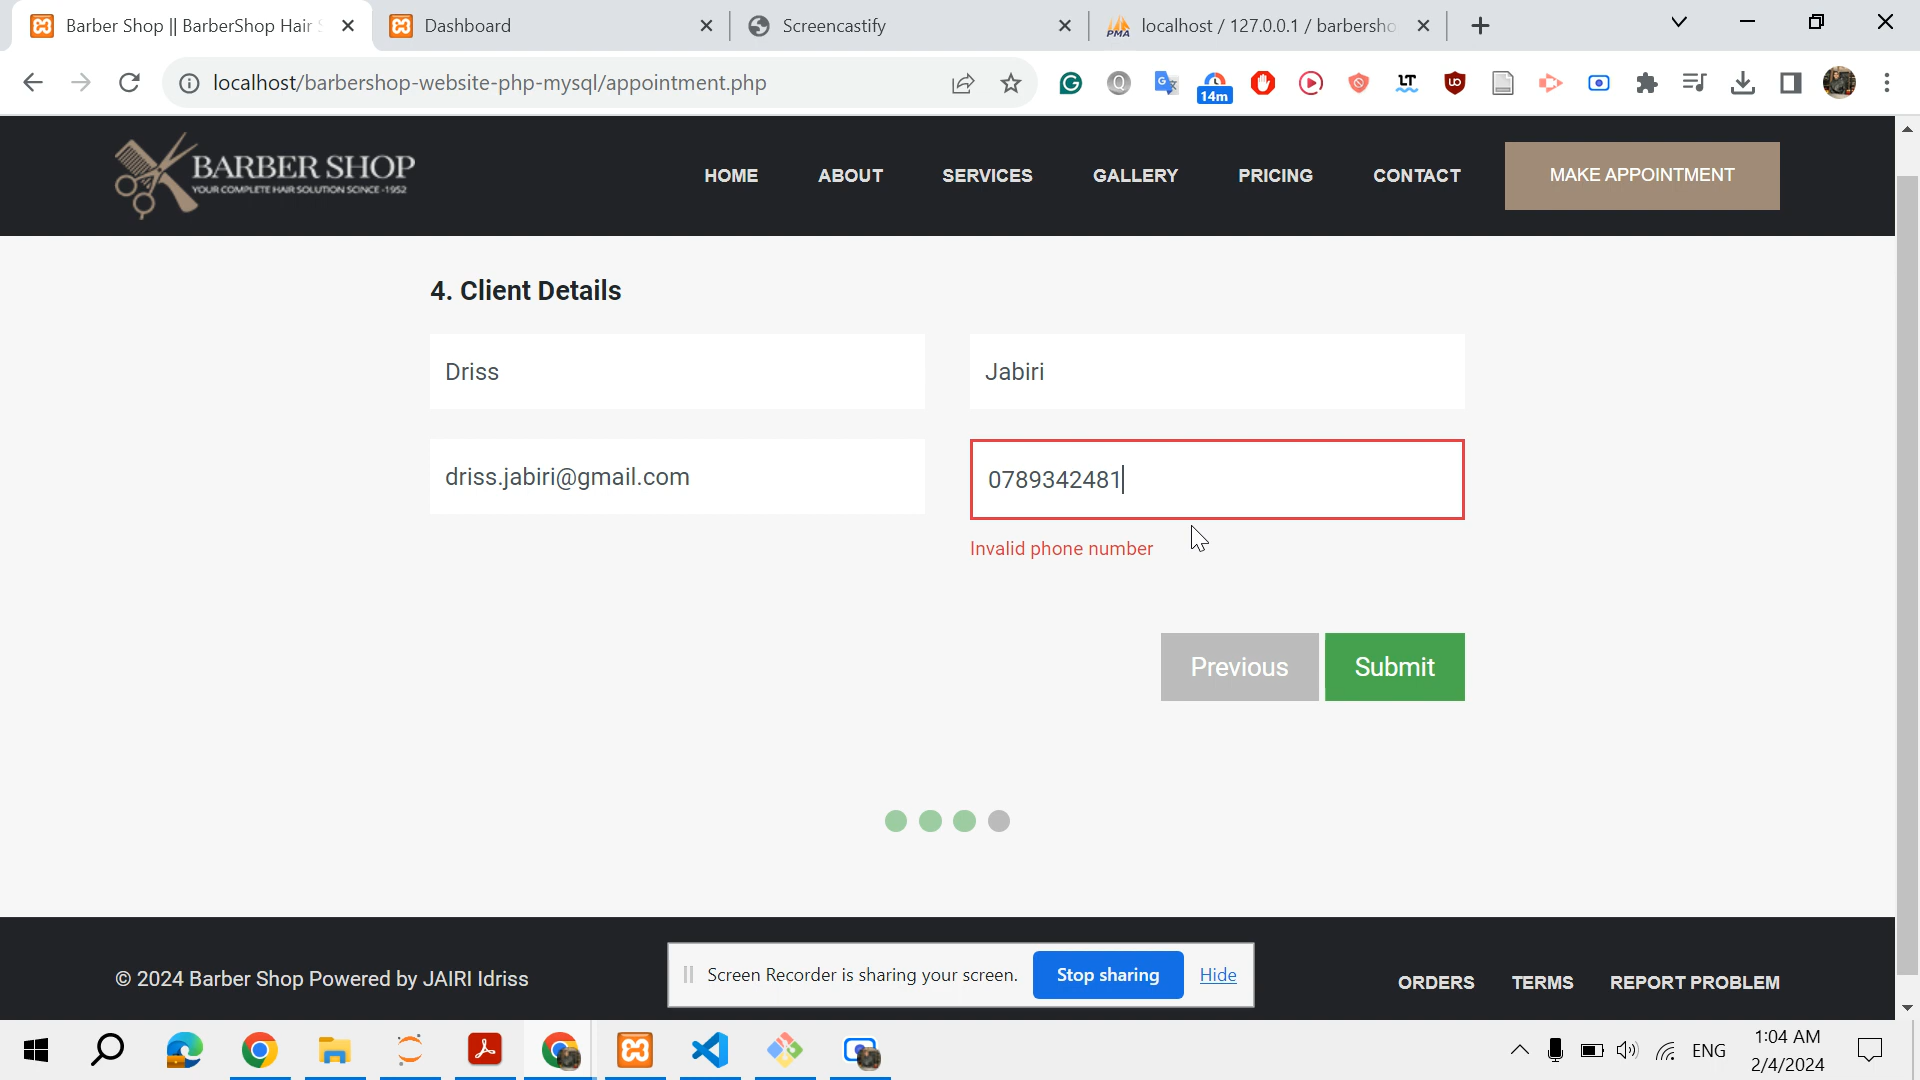 Barber Shop || BarberShop Hair S
Dashboard
Screencastify
PMA
localhost / 127.0.0.1 / barbersho
localhost/barbershop-website-php-mysql/appointment.php
14m
LT
BARBER SHOP
YOUR COMPLETE HAIR SOLUTION SCINCE -1952
HOME
ABOUT
SERVICES
GALLERY
PRICING
CONTACT
MAKE APPOINTMENT
4. Client Details
Driss
Jabiri
driss.jabiri@gmail.com
0789342481
Invalid phone number
Previous
Submit
© 2024 Barber Shop Powered by JAIRI Idriss
Screen Recorder is sharing your screen.
Stop sharing
Hide
ORDERS
TERMS
REPORT PROBLEM
ENG
1:04 AM
2/4/2024